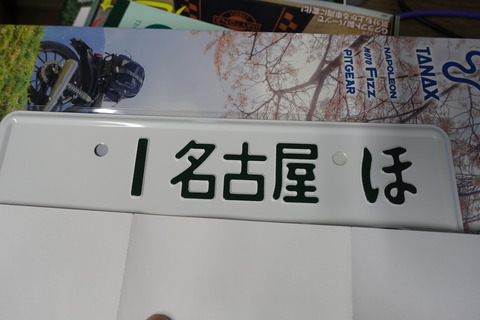 TANAX
NAPOLEON
MOTO FIZZ
PITGEAR
1 名古屋 ほ